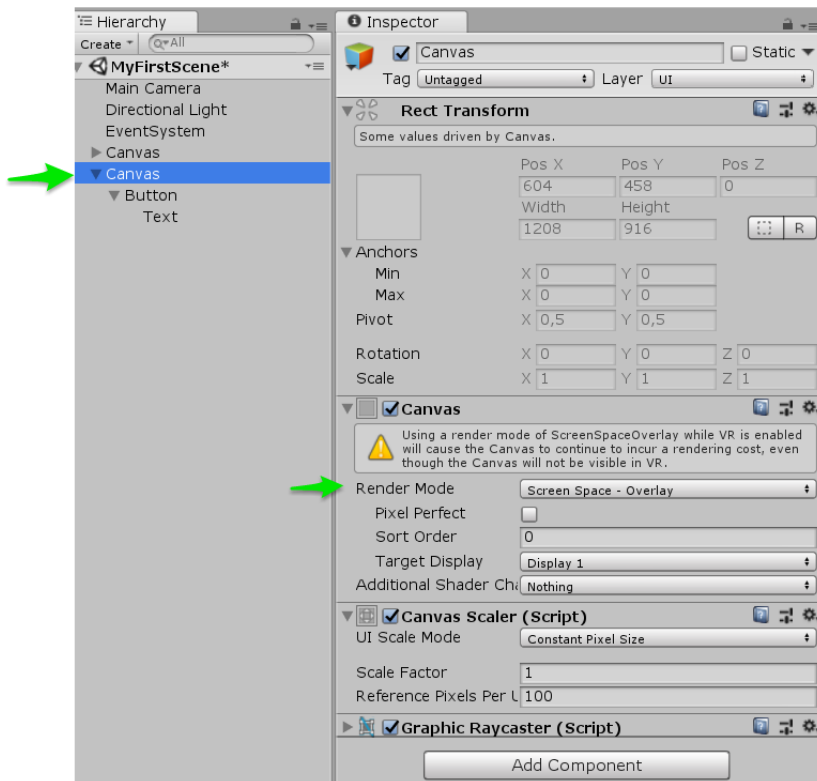 Hierarchy
Create
All
MyFirstScene*
Main Camera
Directional Light
EventSystem
Canvas
Canvas
Button
Text
Inspector
Canvas
Static
Tag Untagged Layer UI
Rect Transform
Some values driven by Canvas.
Pos X Pos Y Pos Z
604 458 0
Width Height
1208 916
R
Anchors
Min X 0 Y 0
Max X 0 Y 0
Pivot X 0,5 Y 0,5
Rotation X 0 Y 0 Z 0
Scale X 1 Y 1 Z 1
Canvas
Using a render mode of ScreenSpaceOverlay while VR is enabled
will cause the Canvas to continue to incur a rendering cost, even
though the Canvas will not be visible in VR.
Render Mode Screen Space - Overlay
Pixel Perfect
Sort Order 0
Target Display Display 1
Additional Shader Cha Nothing
Canvas Scaler (Script)
UI Scale Mode Constant Pixel Size
Scale Factor 1
Reference Pixels Per U 100
Graphic Raycaster (Script)
Add Component